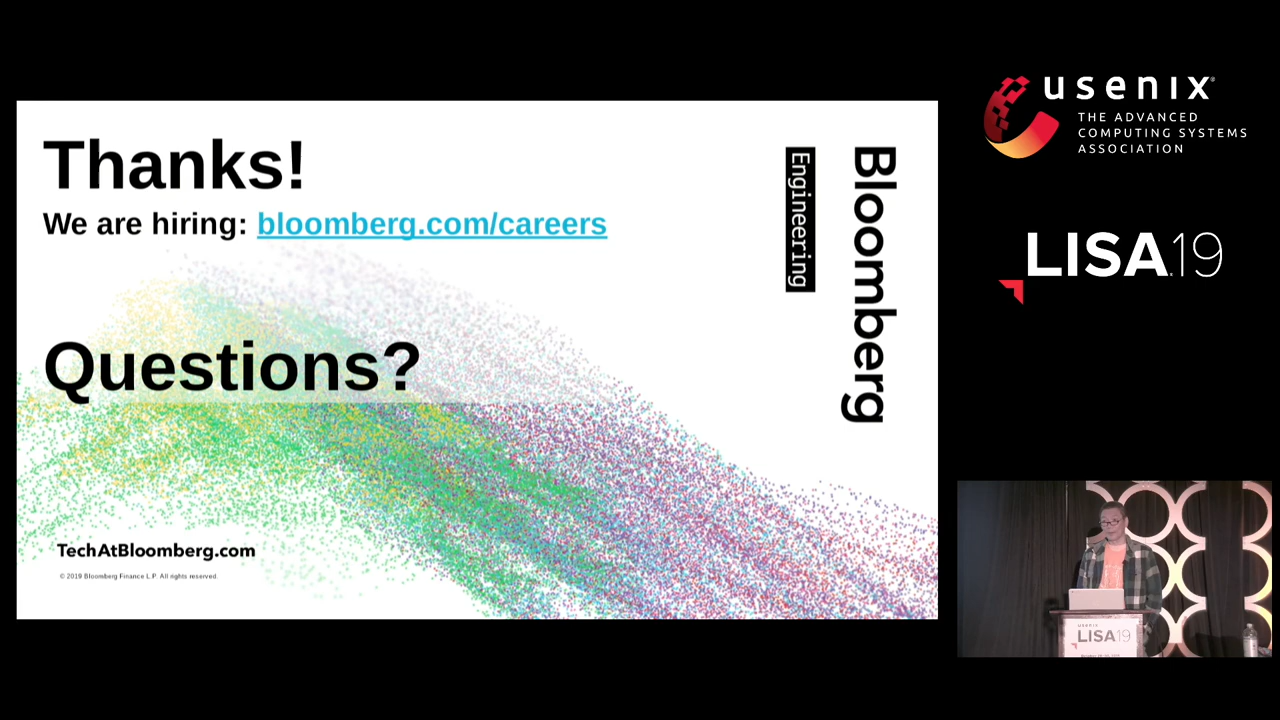 Thanks!
We are hiring: bloomberg.com/careers
Questions?
TechAtBloomberg.com
© 2019 Bloomberg Finance L.P. All rights reserved.
Engineering
Bloomberg
usenix
THE ADVANCED
COMPUTING SYSTEMS
ASSOCIATION
LISA19
usenix
LISA19